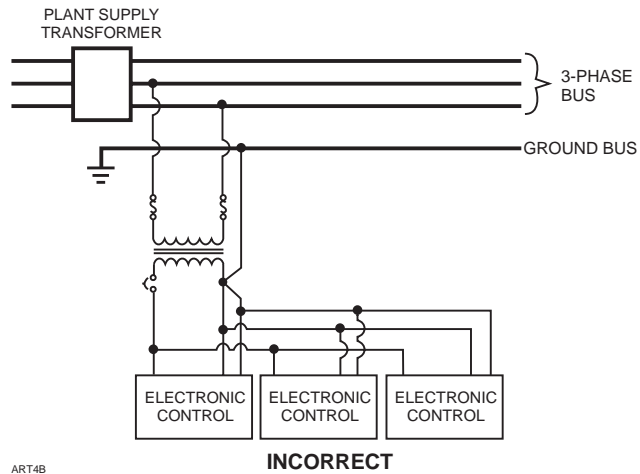 PLANT SUPPLY
TRANSFORMER
3-PHASE
BUS
GROUND BUS
ELECTRONIC
CONTROL
ELECTRONIC
CONTROL
ELECTRONIC
CONTROL
INCORRECT
ART4B